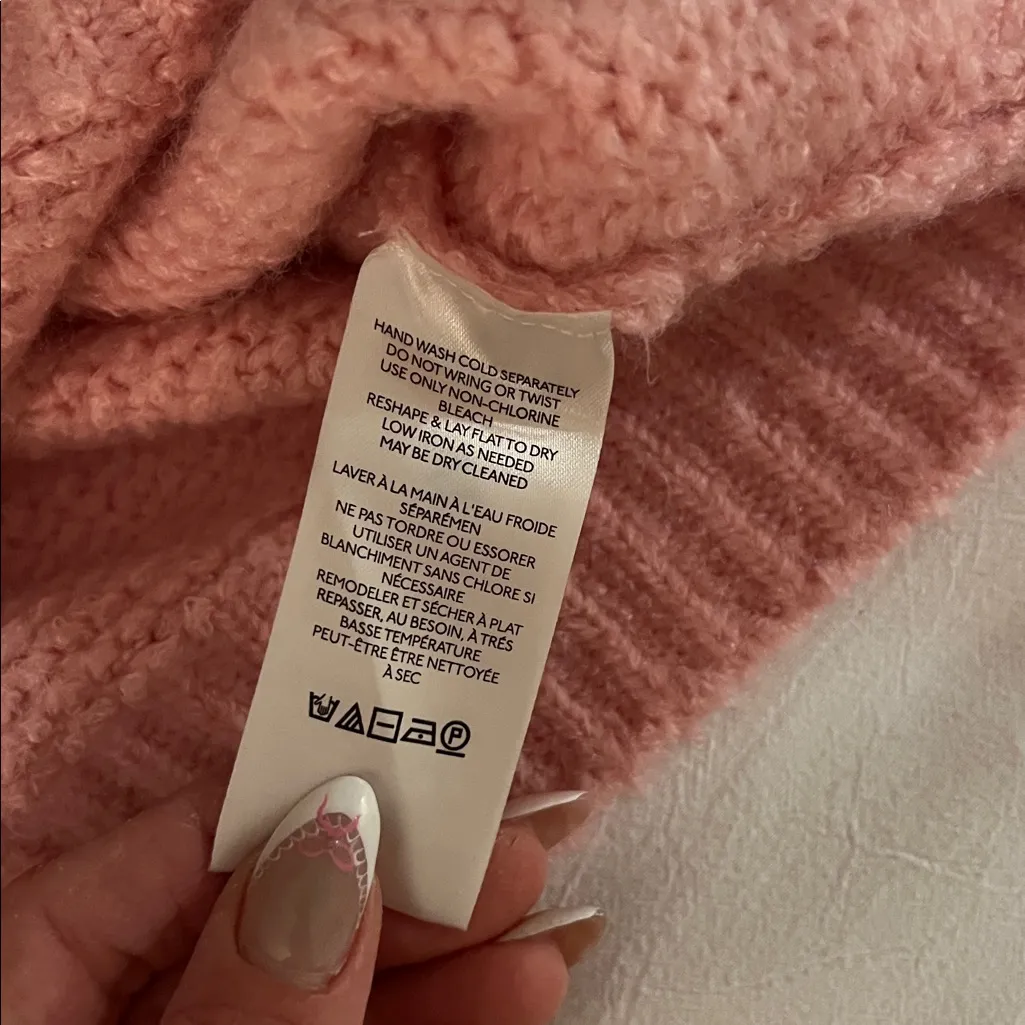 HAND WASH COLD SEPARATELY
DO NOT WRING OR TWIST
USE ONLY NON-CHLORINE
BLEACH
RESHAPE & LAY FLAT TO DRY
LOW IRON AS NEEDED
MAY BE DRY CLEANED
LAVER À LA MAIN À L'EAU FROIDE
SÉPARÉMEN
NE PAS TORDRE OU ESSORER
UTILISER UN AGENT DE
BLANCHIMENT SANS CHLORE SI
NÉCESSAIRE
REMODELER ET SÉCHER À PLAT
REPASSER, AU BESOIN, À TRÉS
BASSE TEMPÉRATURE
PEUT-ÊTRE ÊTRE NETTOYÉE
À SEC
P